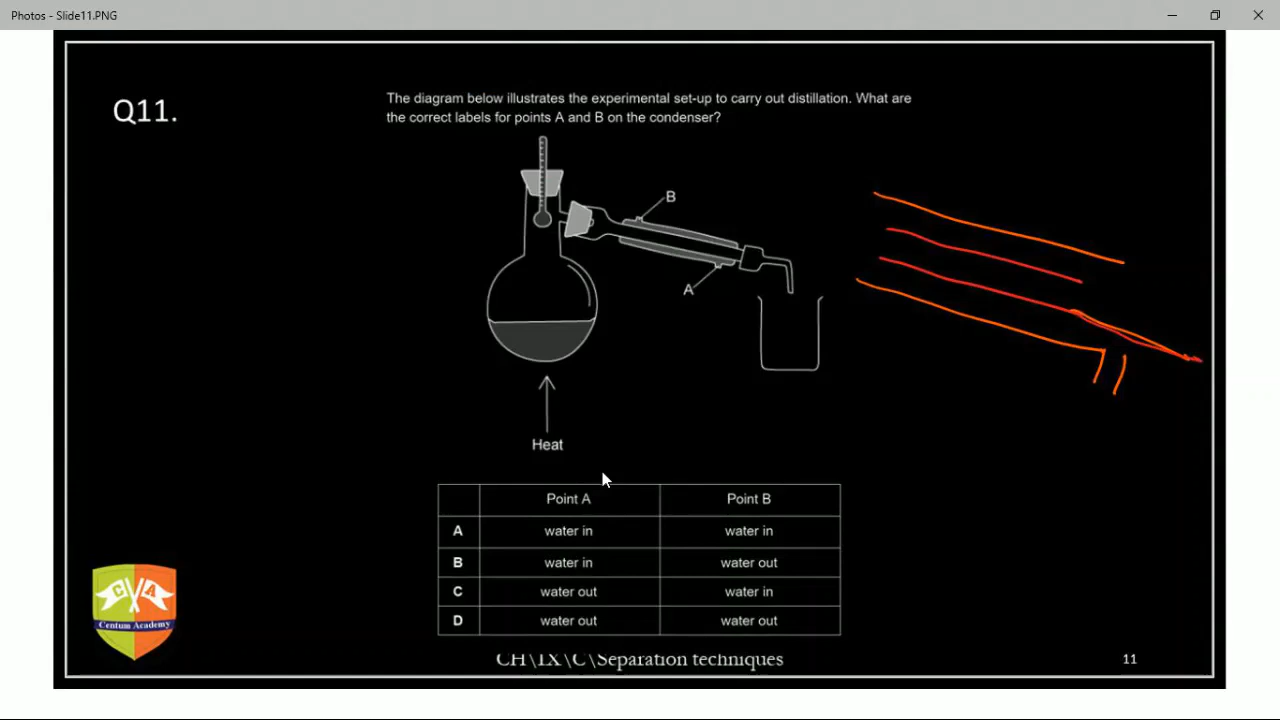 Photos - Slide11.PNG
Q11.
The diagram below illustrates the experimental set-up to carry out distillation. What are
the correct labels for points A and B on the condenser?
B
A
Heat
Point A Point B
A water in water in
B water in water out
C water out water in
D water out water out
C A
Centum Academy
CH\IX\C\Separation techniques
11